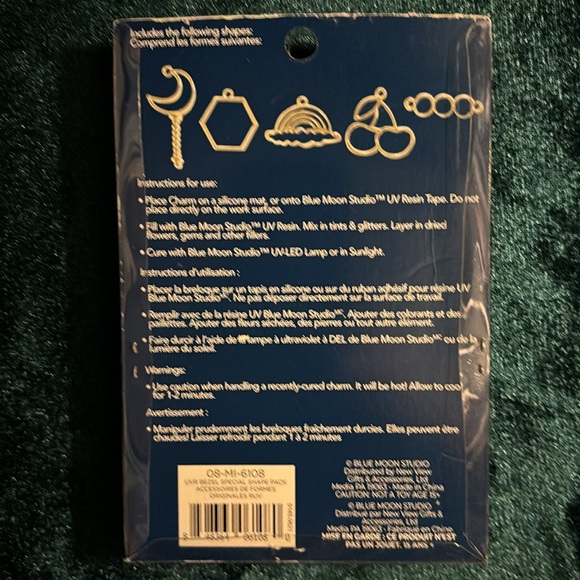 Includes the following shapes:
Comprend les formes suivantes:
Instructions for use:
• Place Charm on a silicone mat, or onto Blue Moon Studio™ UV Resin Tape. Do not
place directly on the work surface.
• Fill with Blue Moon Studio™ UV Resin. Mix in tints & glitters. Layer in dried
flowers, gems and other fillers.
• Cure with Blue Moon Studio™ UV-LED Lamp or in Sunlight.
Instructions d'utilisation :
• Placer la breloque sur un tapis en silicone ou sur du ruban adhésif pour résine UV
Blue Moon Studio MC. Ne pas déposer directement sur la surface de travail.
• Remplir avec de la résine UV Blue Moon Studio MC. Ajouter des colorants et des
paillettes. Ajouter des fleurs séchées, des pierres ou tout autre élément.
• Faire durcir à l'aide de lampe à ultraviolet à DEL de Blue Moon Studio MC ou de la
lumière du soleil.
Warnings:
• Use caution when handling a recently-cured charm. It will be hot! Allow to cool
for 1-2 minutes.
Avertissement :
• Manipuler prudemment les breloques fraîchement durcies. Elles peuvent être
chaudes! Laisser refroidir pendant 1 à 2 minutes
08-MI-6108
UVR BEZEL SPECIAL SHAPE PACK
ACCESSOIRES DE FORMES
ORIGINALES RUV
© BLUE MOON STUDIO
Distributed by New View
Gifts & Accessories, Ltd
Media PA 19063 • Made in China
CAUTION: NOT A TOY AGE 15+
© BLUE MOON STUDIO
Distribué par New View Gifts &
Accessories, Ltd
Media PA 19063 • Fabriqué en Chine
MISE EN GARDE : CE PRODUIT N'EST
PAS UN JOUET. 15 ANS +